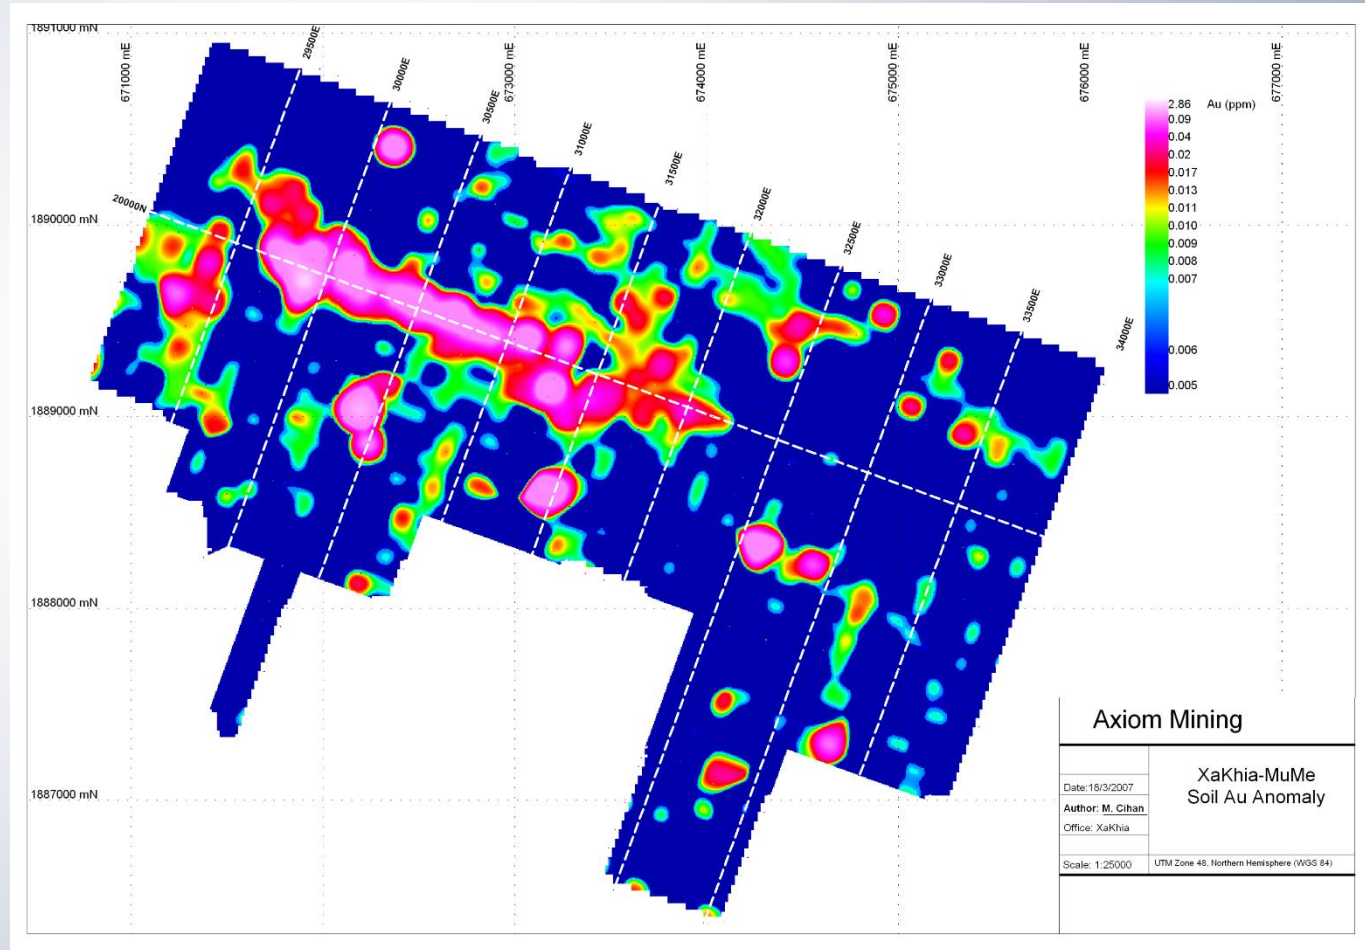 1891000 mN
1890000 mN
1889000 mN
1888000 mN
1887000 mN
671000 mE
673000 mE
674000 mE
675000 mE
676000 mE
677000 mE
29500E
30000E
30500E
31000E
31500E
32000E
32500E
33000E
33500E
34000E
20000N
Au (ppm)
2.86
0.09
0.04
0.02
0.017
0.013
0.011
0.010
0.009
0.008
0.007
0.006
0.005
Axiom Mining
XaKhia-MuMe
Soil Au Anomaly
Date:18/3/2007
Author: M. Cihan
Office: XaKhia
Scale: 1:25000
UTM Zone 48, Northern Hemisphere (WGS 84)